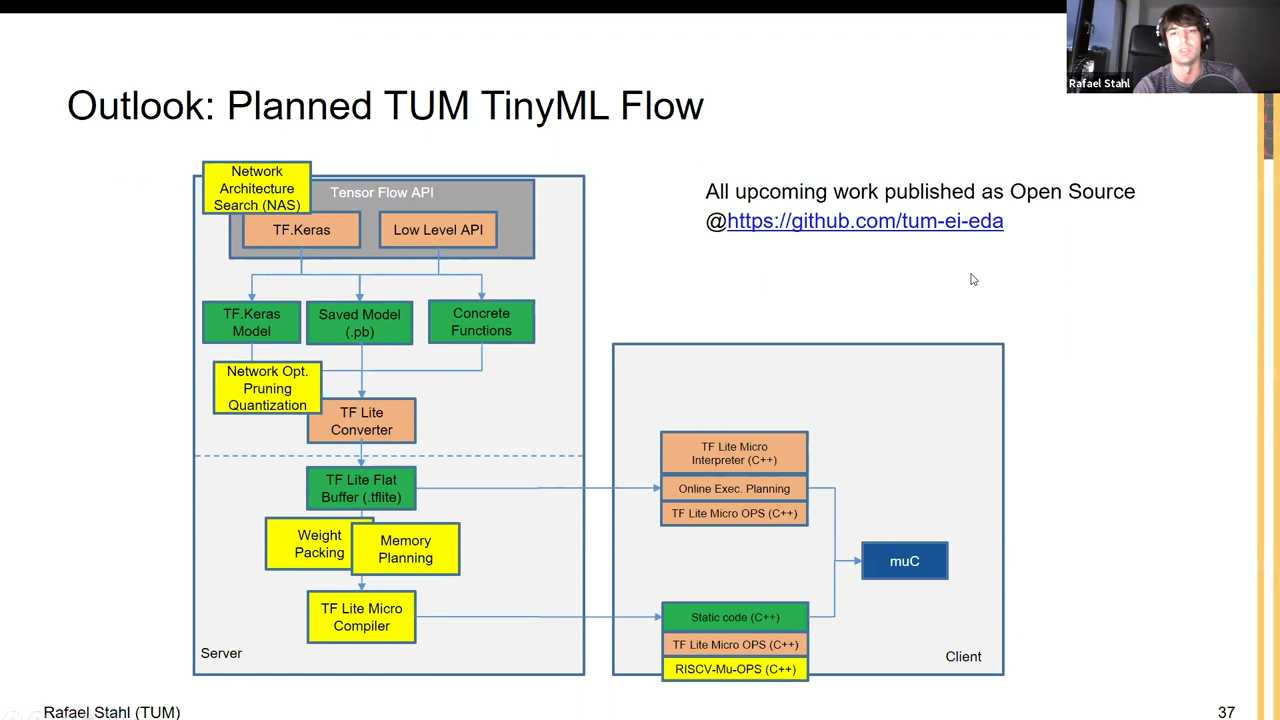 Rafael Stahl
Outlook: Planned TUM TinyML Flow
Network
Architecture
Search (NAS)
Tensor Flow API
TF.Keras
Low Level API
TF.Keras
Model
Saved Model
(.pb)
Concrete
Functions
Network Opt.
Pruning
Quantization
TF Lite
Converter
TF Lite Flat
Buffer (.tflite)
Weight
Packing
Memory
Planning
TF Lite Micro
Compiler
Server
All upcoming work published as Open Source
@https://github.com/tum-ei-eda
TF Lite Micro
Interpreter (C++)
Online Exec. Planning
TF Lite Micro OPS (C++)
muC
Static code (C++)
TF Lite Micro OPS (C++)
RISCV-Mu-OPS (C++)
Client
Rafael Stahl (TUM)
37